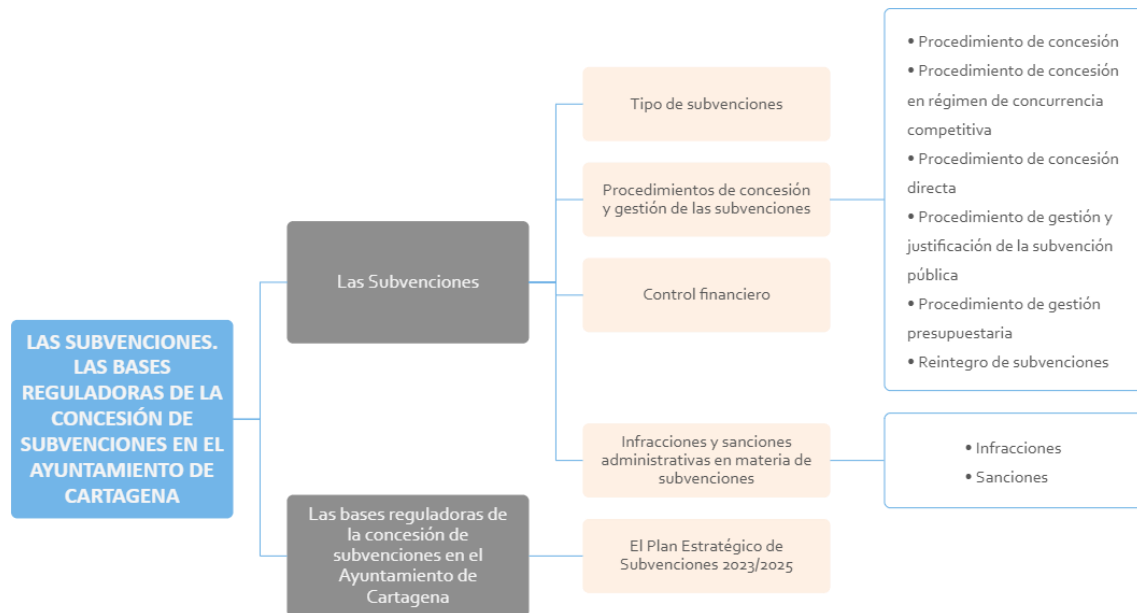 LAS SUBVENCIONES.
LAS BASES
REGULADORAS DE LA
CONCESIÓN DE
SUBVENCIONES EN EL
AYUNTAMIENTO DE
CARTAGENA
Las Subvenciones
Tipo de subvenciones
Procedimientos de concesión
y gestión de las subvenciones
• Procedimiento de concesión
• Procedimiento de concesión
en régimen de concurrencia
competitiva
• Procedimiento de concesión
directa
• Procedimiento de gestión y
justificación de la subvención
pública
• Procedimiento de gestión
presupuestaria
• Reintegro de subvenciones
Control financiero
Infracciones y sanciones
administrativas en materia de
subvenciones
• Infracciones
• Sanciones
Las bases reguladoras de
la concesión de
subvenciones en el
Ayuntamiento de
Cartagena
El Plan Estratégico de
Subvenciones 2023/2025